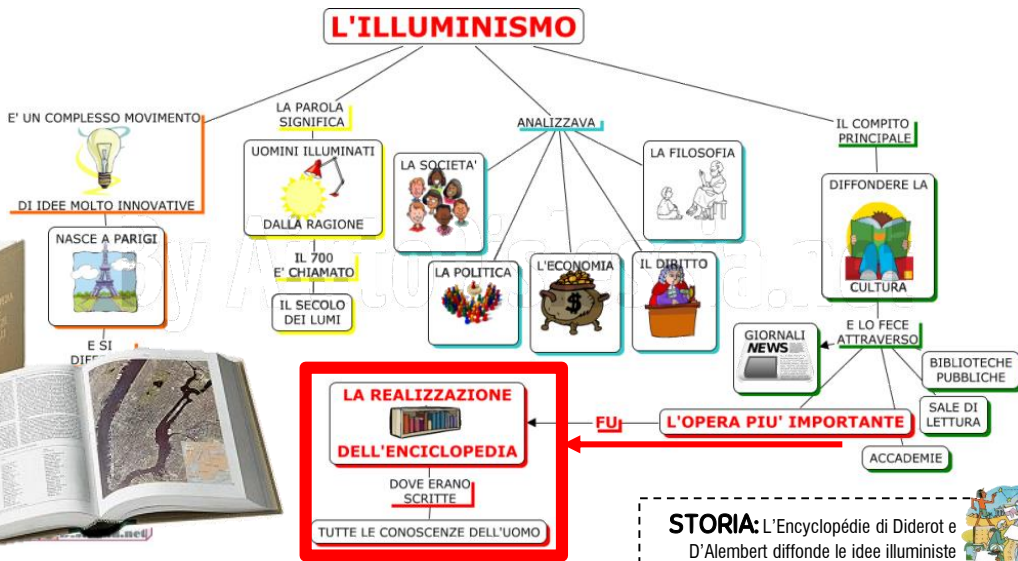 L'ILLUMINISMO
E' UN COMPLESSO MOVIMENTO
DI IDEE MOLTO INNOVATIVE
NASCE A PARIGI
E SI
LA PAROLA
SIGNIFICA
UOMINI ILLUMINATI
DALLA RAGIONE
IL 700
E' CHIAMATO
IL SECOLO
DEI LUMI
ANALIZZAVA
LA SOCIETA'
LA POLITICA
L'ECONOMIA
IL DIRITTO
LA FILOSOFIA
IL COMPITO
PRINCIPALE
DIFFONDERE LA
CULTURA
E LO FECE
ATTRAVERSO
GIORNALI
NEWS
BIBLIOTECHE
PUBBLICHE
SALE DI
LETTURA
ACCADEMIE
L'OPERA PIU' IMPORTANTE
FU
LA REALIZZAZIONE
DELL'ENCICLOPEDIA
DOVE ERANO
SCRITTE
TUTTE LE CONOSCENZE DELL'UOMO
STORIA: L'Encyclopédie di Diderot e
D'Alembert diffonde le idee illuministe